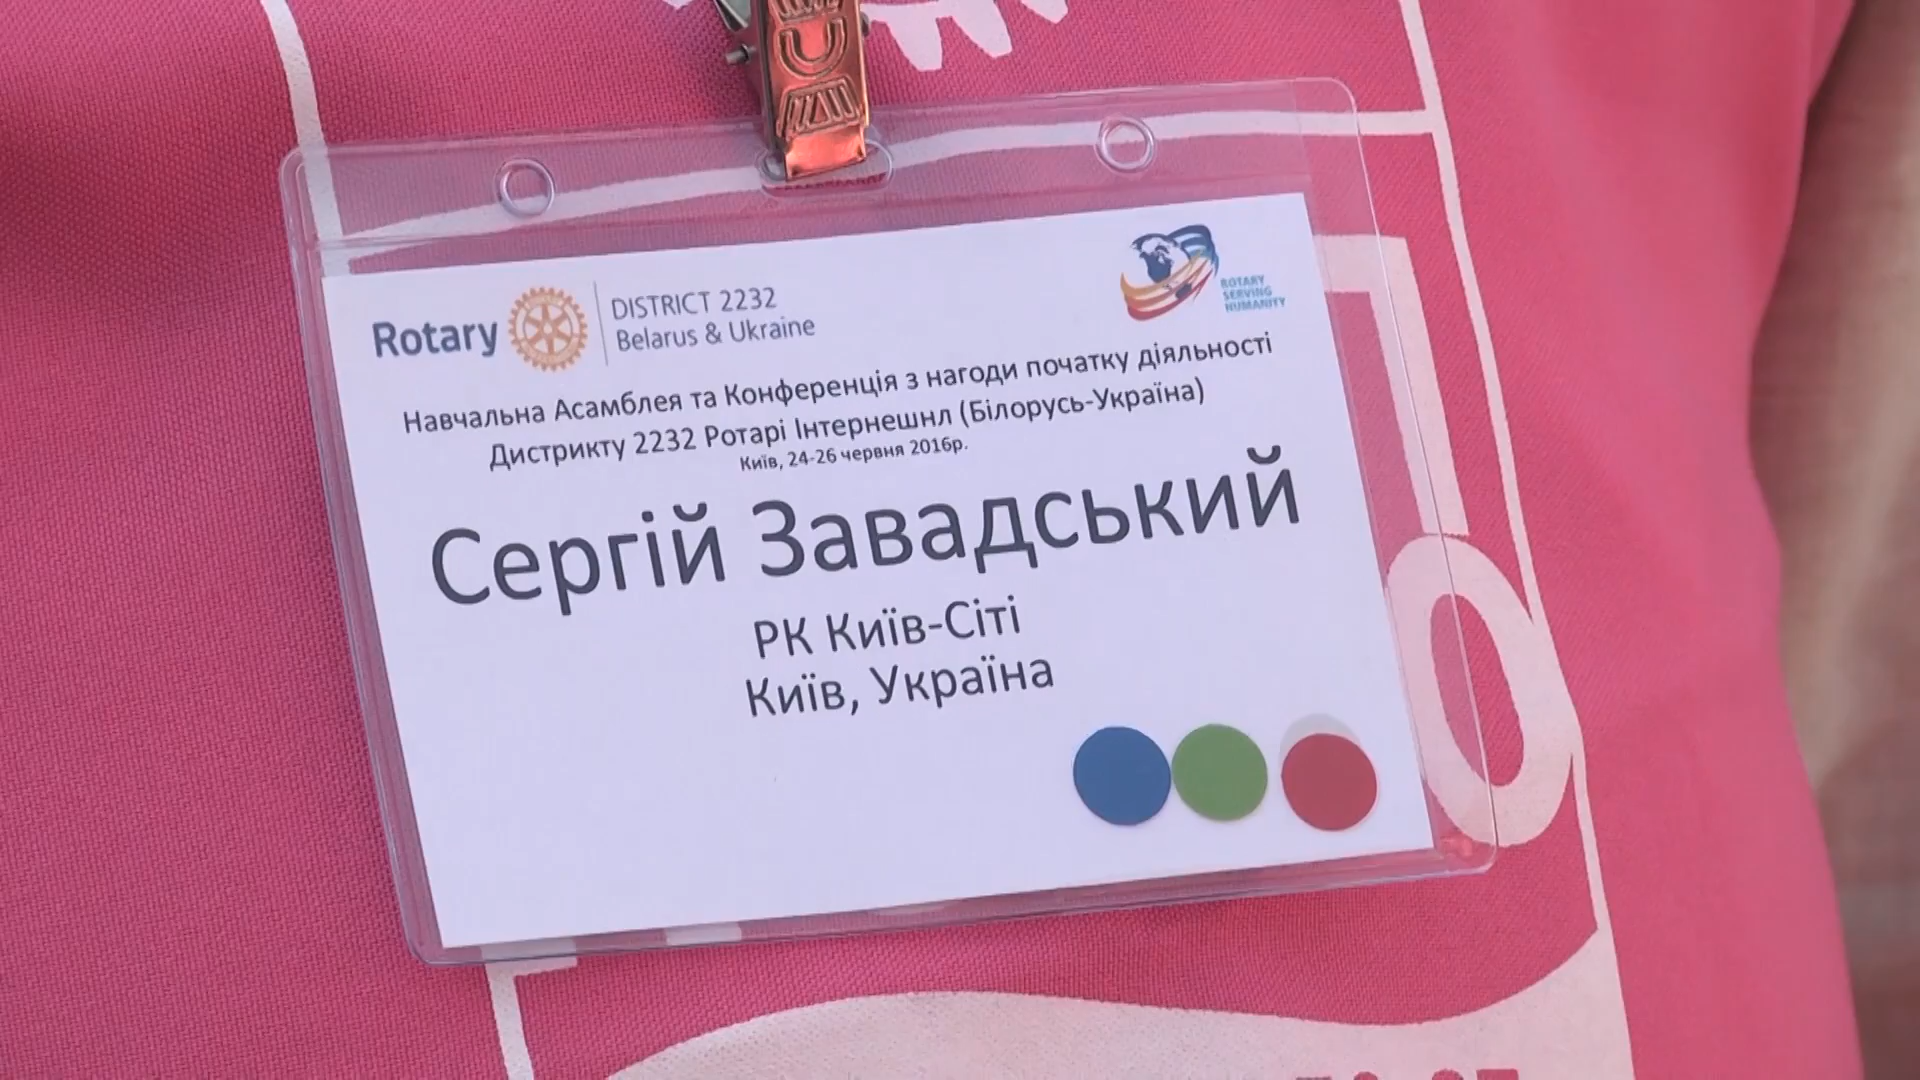 Rotary
DISTRICT 2232
Belarus & Ukraine
ROTARY
SERVING
HUMANITY
Навчальна Асамблея та Конференція з нагоди початку діяльності
Дистрикту 2232 Ротарі Інтернешнл (Білорусь-Україна)
Київ, 24-26 червня 2016р.
Сергій Завадський
РК Київ-Сіті
Київ, Україна